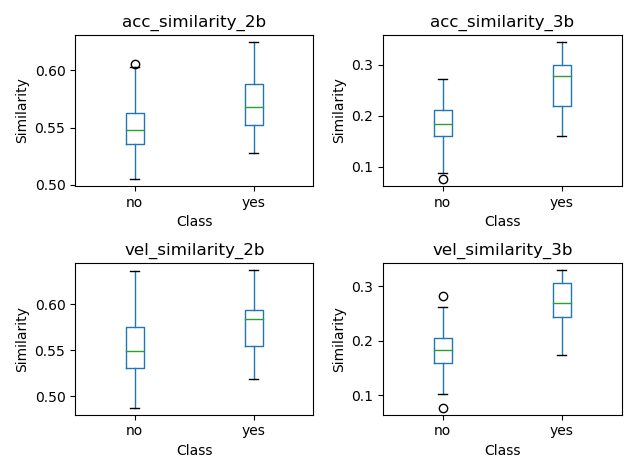 acc_similarity_2b
Similarity
0.60
0.55
0.50
no yes
Class
acc_similarity_3b
Similarity
0.3
0.2
0.1
no yes
Class
vel_similarity_2b
Similarity
0.60
0.55
0.50
no yes
Class
vel_similarity_3b
Similarity
0.3
0.2
0.1
no yes
Class